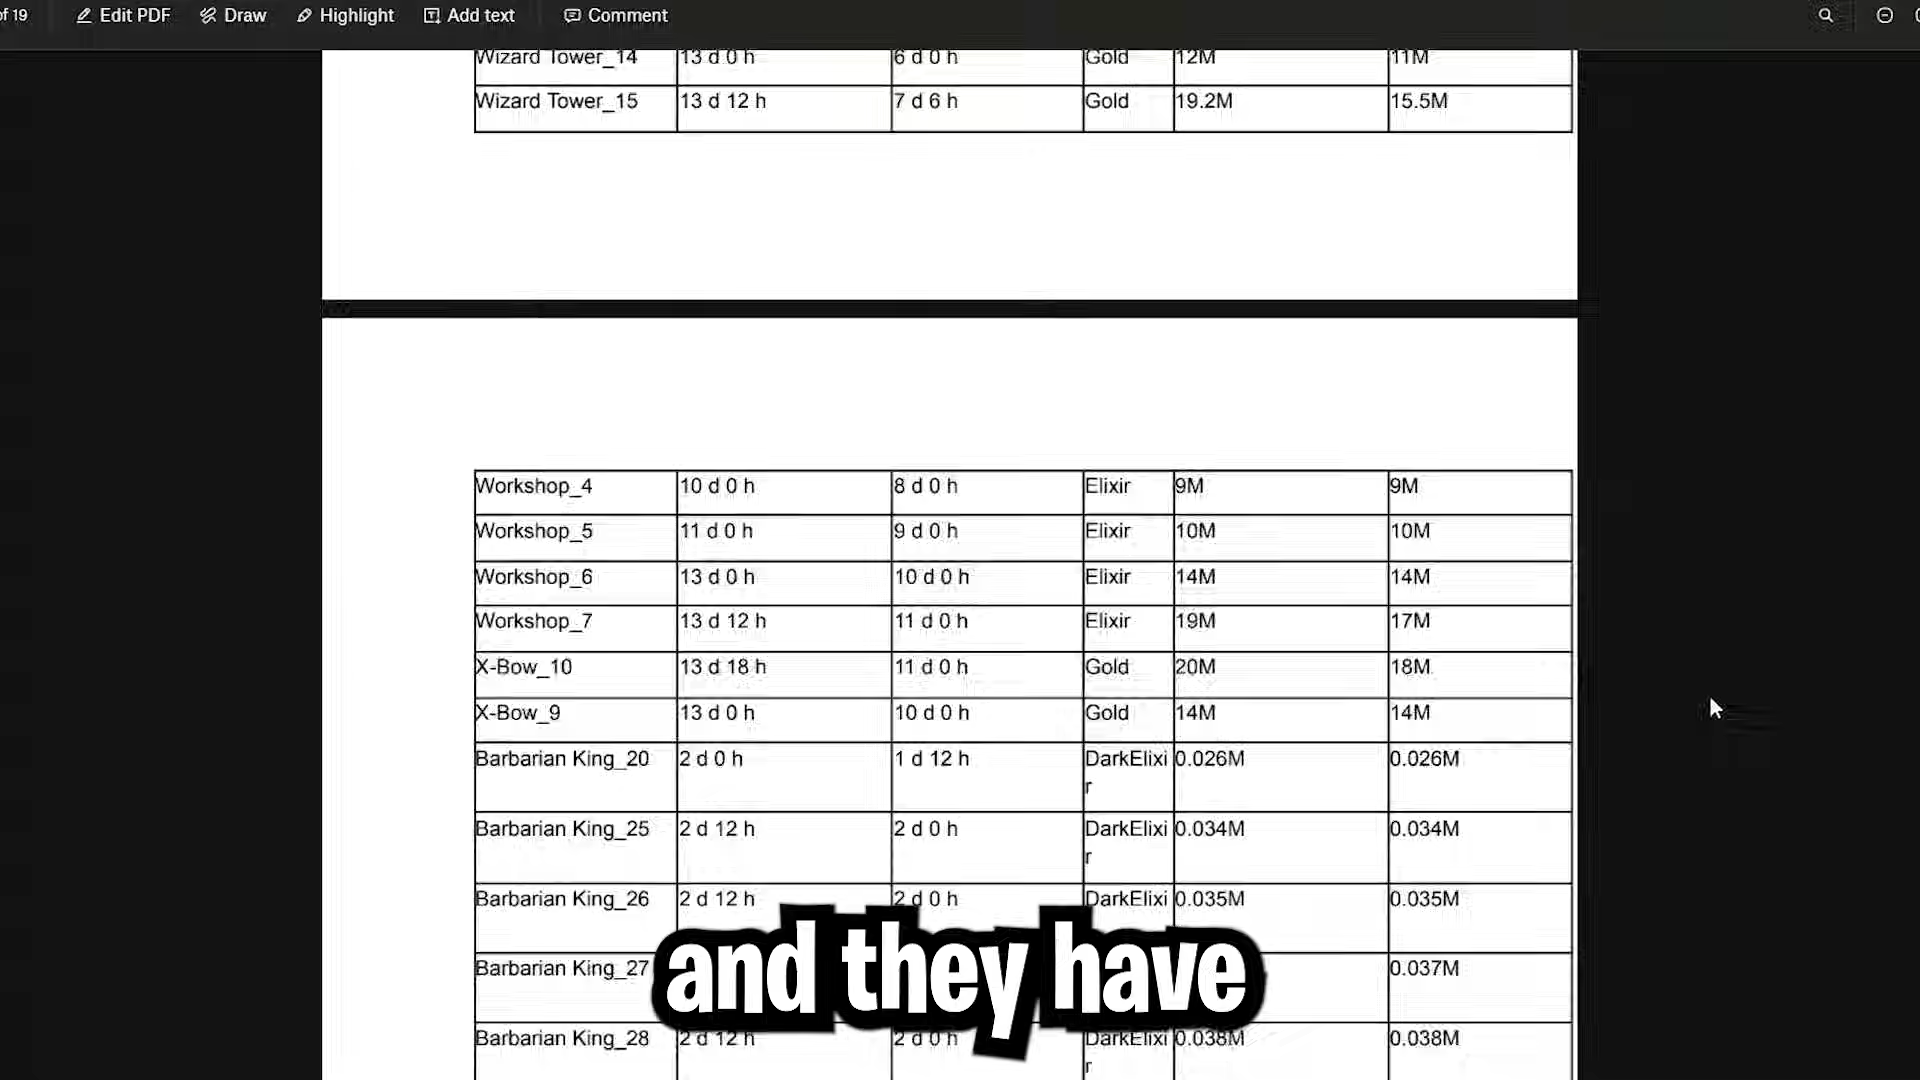 of 19 Edit PDF Draw Highlight Add text Comment
Wizard Tower_14 13 d 0 h 6 d 0 h Gold 12M 11M
Wizard Tower_15 13 d 12 h 7 d 6 h Gold 19.2M 15.5M
Workshop_4 10 d 0 h 8 d 0 h Elixir 9M 9M
Workshop_5 11 d 0 h 9 d 0 h Elixir 10M 10M
Workshop_6 13 d 0 h 10 d 0 h Elixir 14M 14M
Workshop_7 13 d 12 h 11 d 0 h Elixir 19M 17M
X-Bow_10 13 d 18 h 11 d 0 h Gold 20M 18M
X-Bow_9 13 d 0 h 10 d 0 h Gold 14M 14M
Barbarian King_20 2 d 0 h 1 d 12 h DarkElixi 0.026M 0.026M
r
Barbarian King_25 2 d 12 h 2 d 0 h DarkElixi 0.034M 0.034M
r
Barbarian King_26 2 d 12 h 2 d 0 h DarkElixi 0.035M 0.035M
Barbarian King_27 0.037M
and they have
Barbarian King_28 2 d 12 h 2 d 0 h DarkElixi 0.038M 0.038M
r